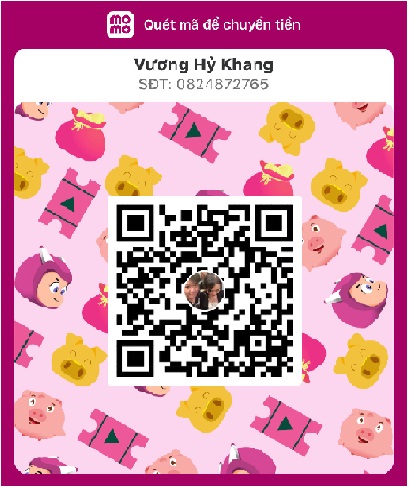 momo
Quét mã để chuyển tiền
Vương Hỷ Khang
SĐT: 0824872765